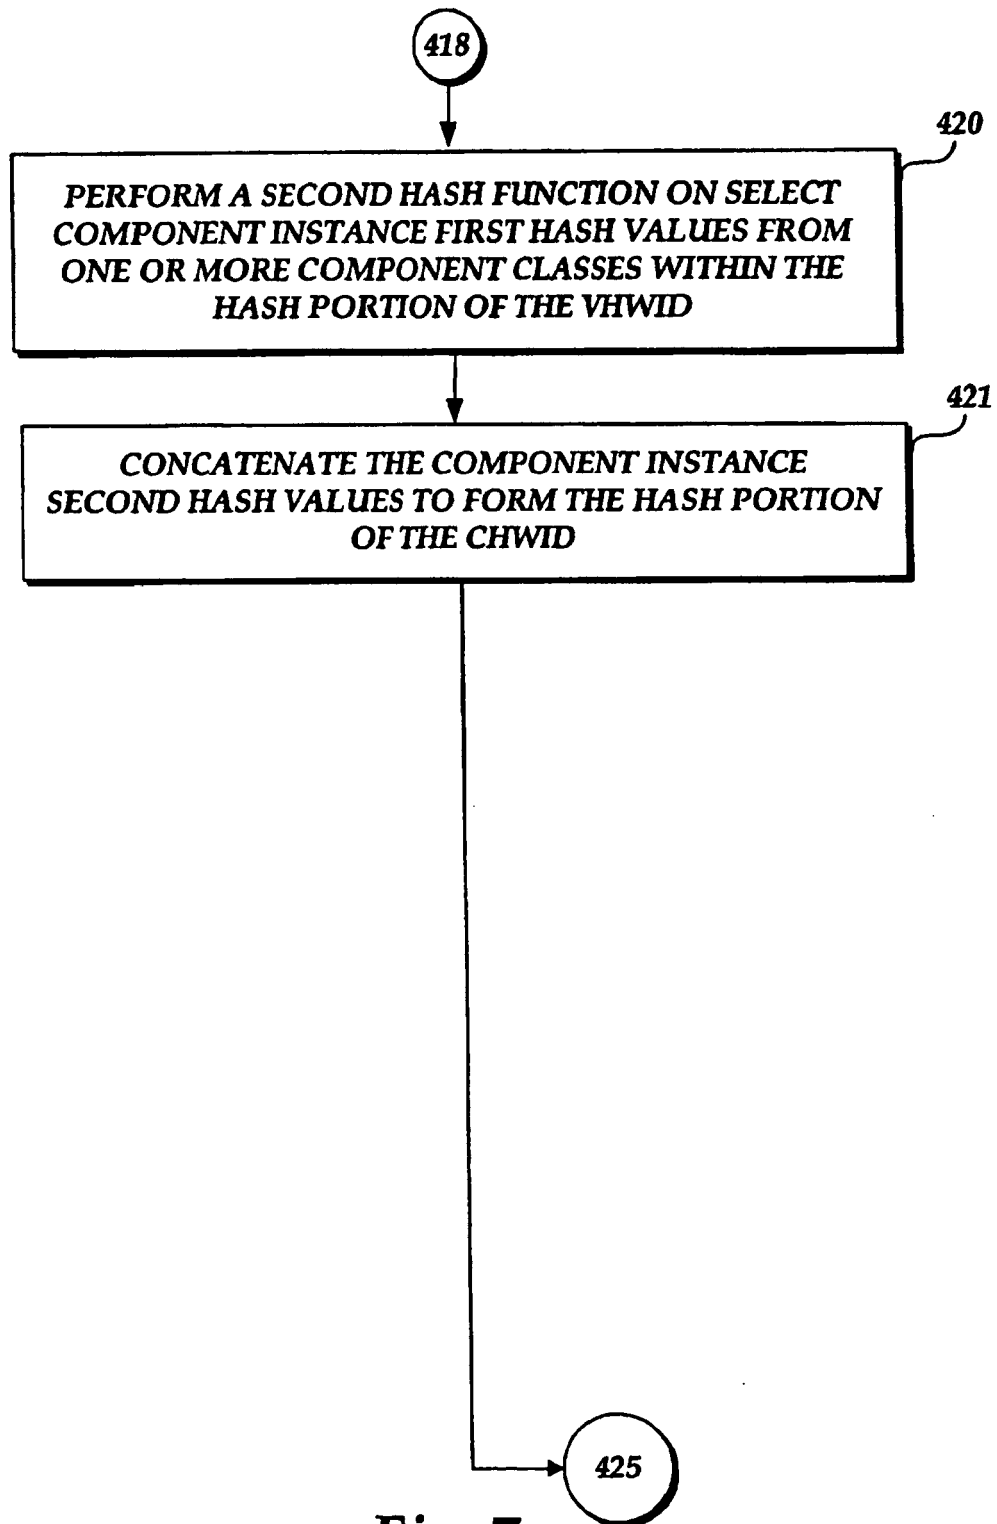 418
420
PERFORM A SECOND HASH FUNCTION ON SELECT
COMPONENT INSTANCE FIRST HASH VALUES FROM
ONE OR MORE COMPONENT CLASSES WITHIN THE
HASH PORTION OF THE VHWID
421
CONCATENATE THE COMPONENT INSTANCE
SECOND HASH VALUES TO FORM THE HASH PORTION
OF THE CHWID
425